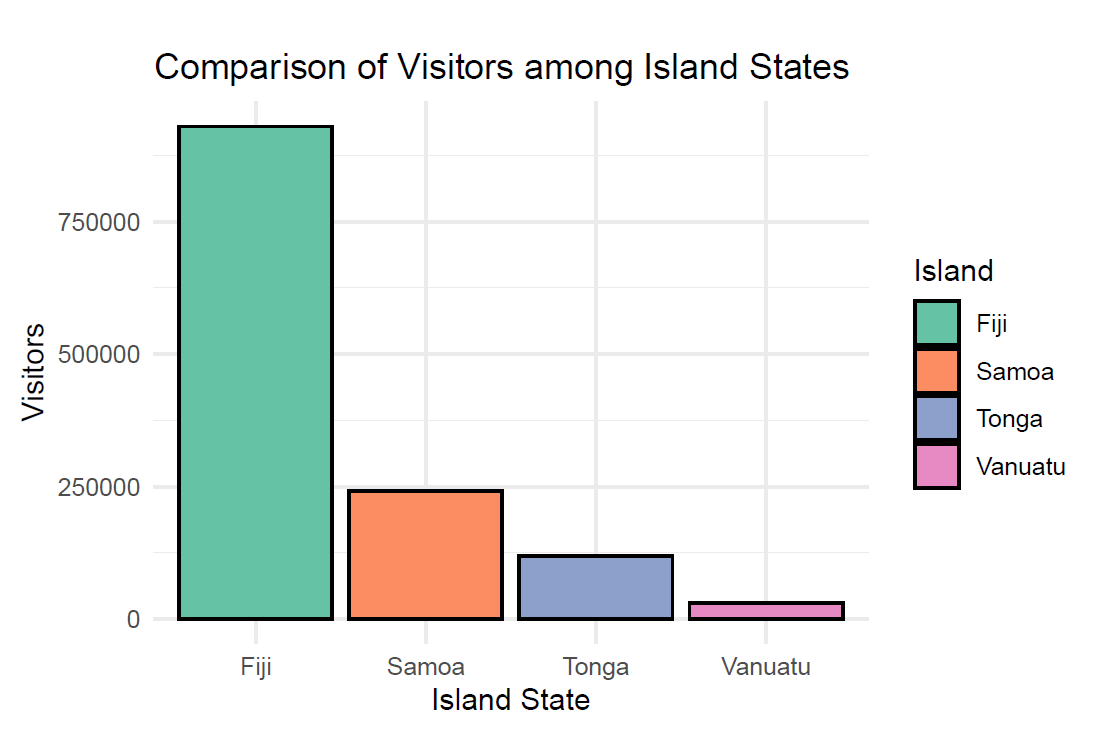 Comparison of Visitors among Island States
Visitors
750000
500000
250000
0
Fiji
Samoa
Tonga
Vanuatu
Island State
Island
Fiji
Samoa
Tonga
Vanuatu